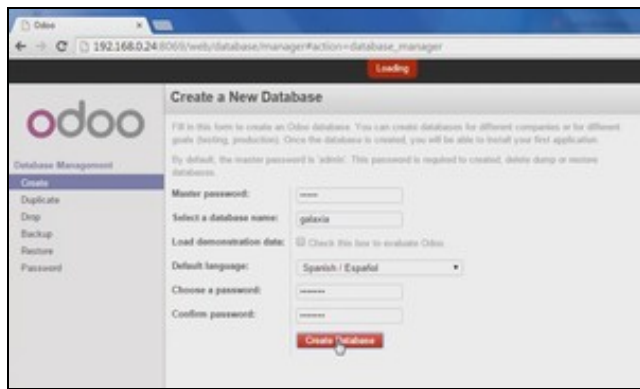 Odoo
192.168.0.24:8069/web/database/manager#action=database_manager
Loading
odoo
Create a New Database
Fill in this form to create an Odoo database. You can create databases for different companies or for different
goals (testing, production). Once the database is created, you will be able to install your first application.
By default, the master password is 'admin'. This password is required to created, delete dump or restore
databases.
Database Management
Create
Duplicate
Drop
Backup
Restore
Password
Master password:
Select a database name: galaxia
Load demonstration data: Check this box to evaluate Odoo.
Default language: Spanish / Español
Choose a password:
Confirm password:
Create Database